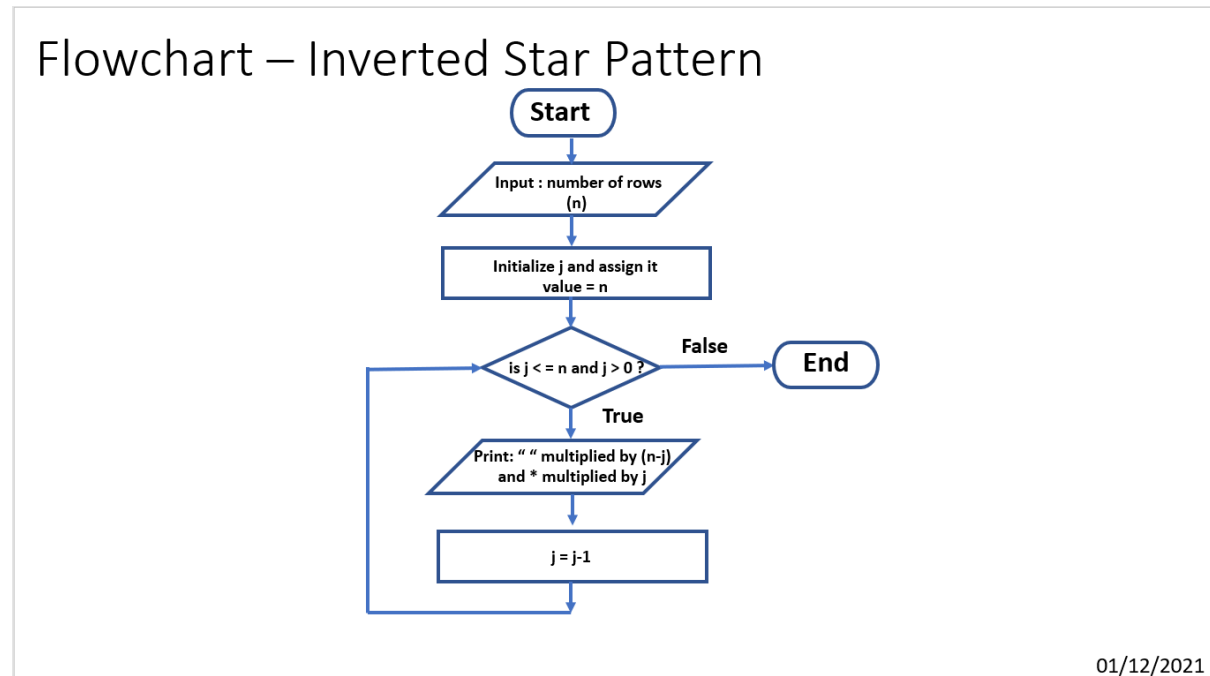 Flowchart – Inverted Star Pattern
Start
Input : number of rows
(n)
Initialize j and assign it
value = n
is j < = n and j > 0 ?
False
End
True
Print: “ “ multiplied by (n-j)
and * multiplied by j
j = j-1
01/12/2021